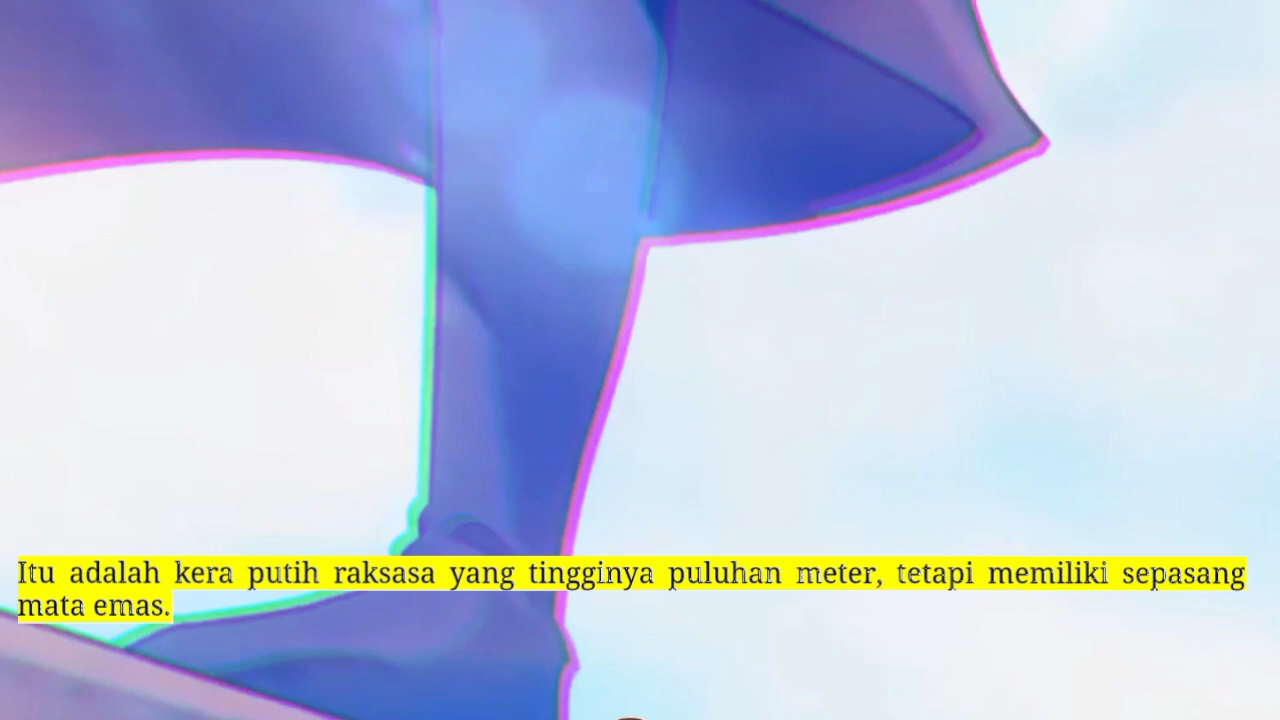 Itu adalah kera putih raksasa yang tingginya puluhan meter, tetapi memiliki sepasang
mata emas.